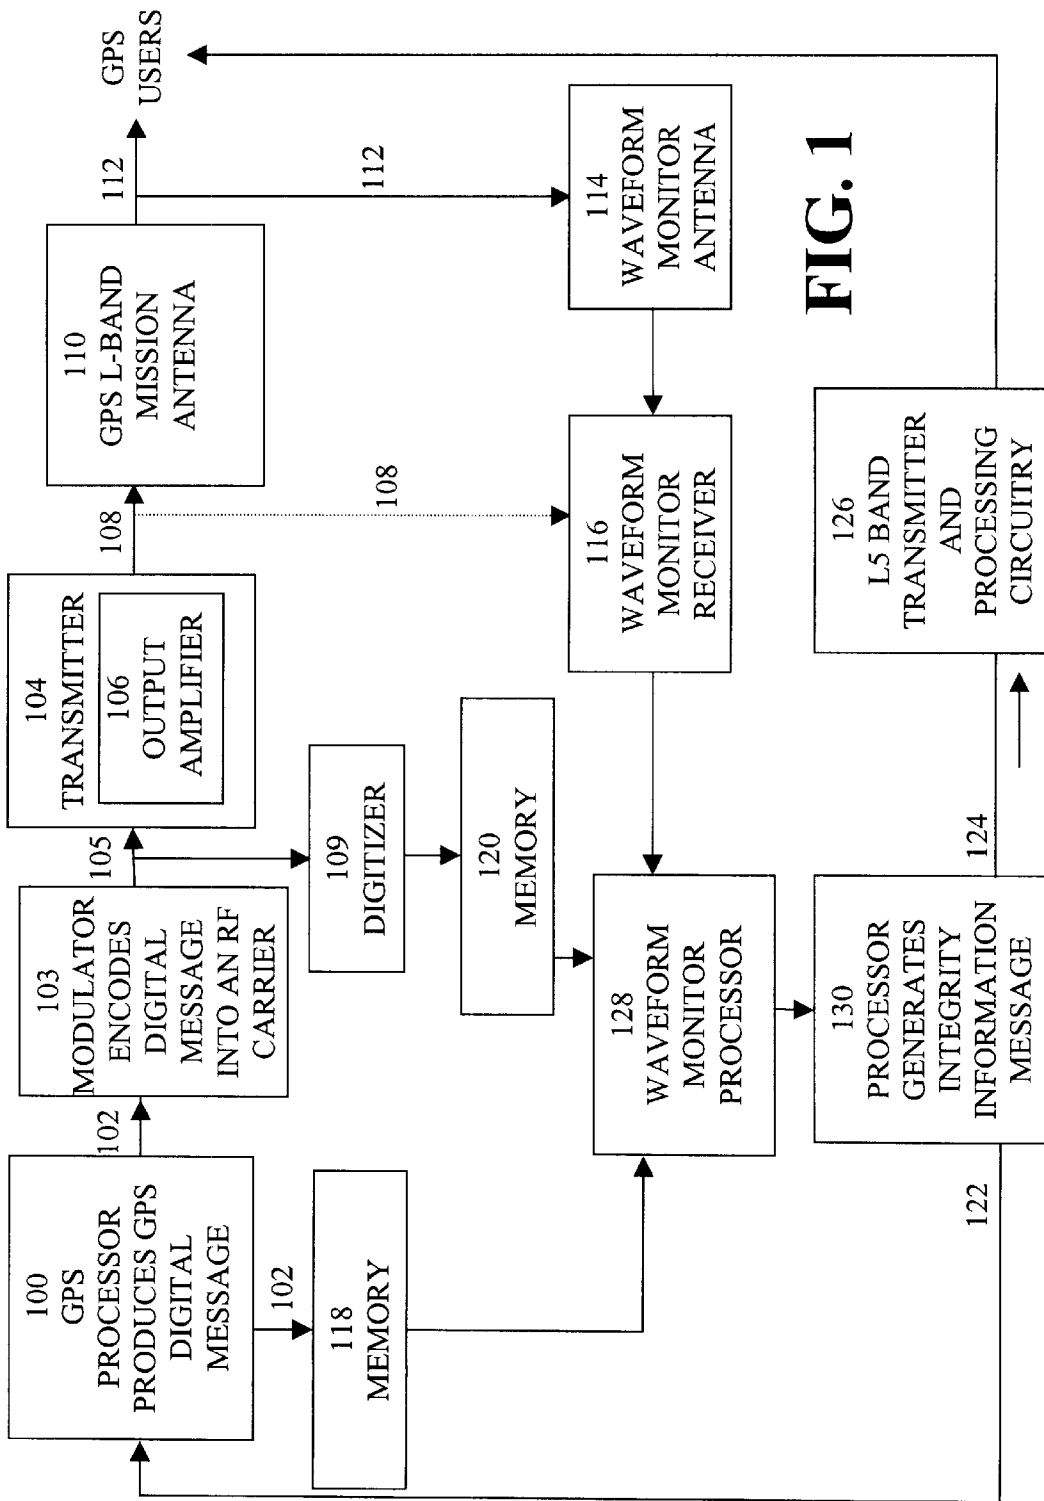 100
GPS
PROCESSOR
PRODUCES GPS
DIGITAL
MESSAGE
102
103
MODULATOR
ENCODES
DIGITAL
MESSAGE
INTO AN RF
CARRIER
105
104
TRANSMITTER
106
OUTPUT
AMPLIFIER
108
110
GPS L-BAND
MISSION
ANTENNA
112
GPS
USERS
102
118
MEMORY
109
DIGITIZER
120
MEMORY
108
112
128
WAVEFORM
MONITOR
PROCESSOR
116
WAVEFORM
MONITOR
RECEIVER
114
WAVEFORM
MONITOR
ANTENNA
122
130
PROCESSOR
GENERATES
INTEGRITY
INFORMATION
MESSAGE
124
126
L5 BAND
TRANSMITTER
AND
PROCESSING
CIRCUITRY
FIG. 1